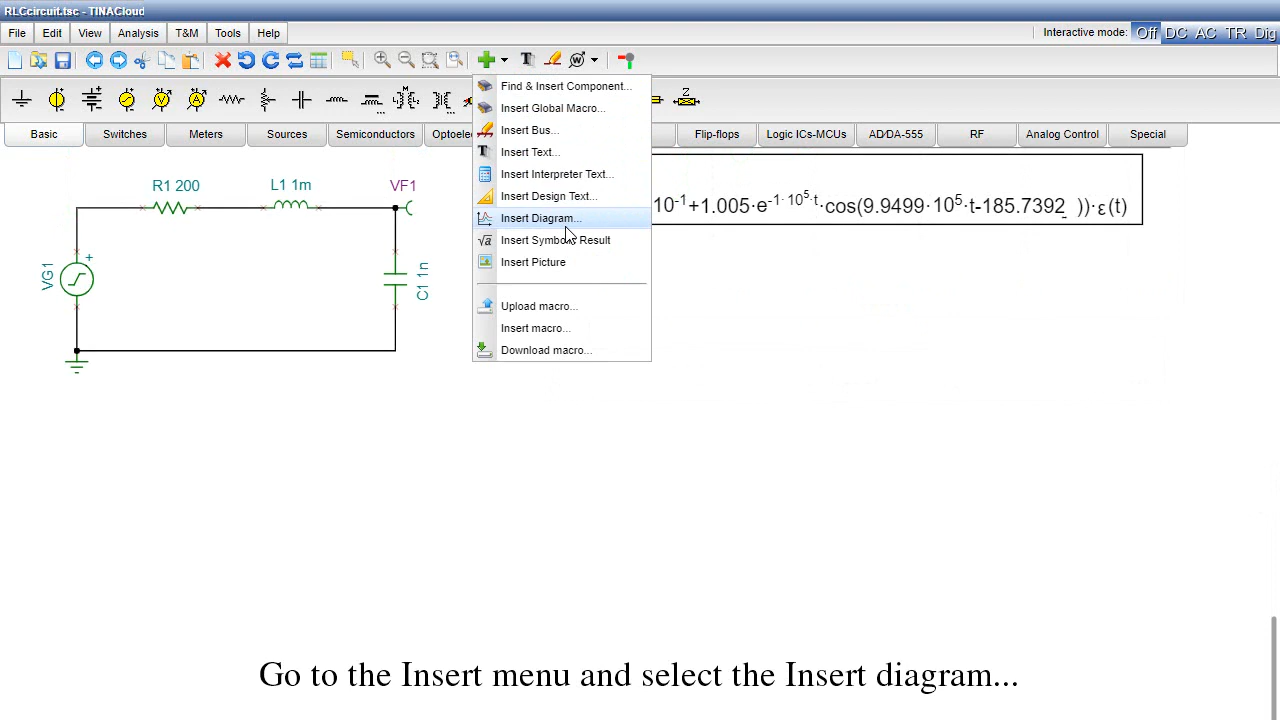 RLCcircuit.tsc - TINACloud
File Edit View Analysis T&M Tools Help Interactive mode: Off DC AC TR Dig
Basic Switches Meters Sources Semiconductors Optoelec Flip-flops Logic ICs-MCUs AD/DA-555 RF Analog Control Special
Find & Insert Component...
Insert Global Macro...
Insert Bus...
Insert Text...
Insert Interpreter Text...
Insert Design Text...
Insert Diagram...
Insert Symbolic Result
Insert Picture
Upload macro...
Insert macro...
Download macro...
R1 200 L1 1m VF1
VG1
+
C1 1n
10⁻¹+1.005·e^-1·10⁵·t·cos(9.9499·10⁵·t-185.7392_ ))·ε(t)
Go to the Insert menu and select the Insert diagram...